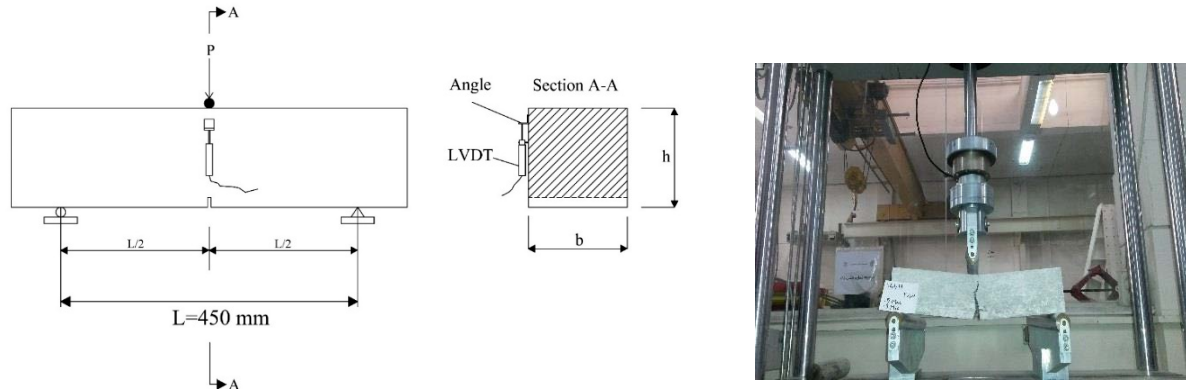 A
P
Angle
Section A-A
LVDT
h
L/2
L/2
b
L=450 mm
A